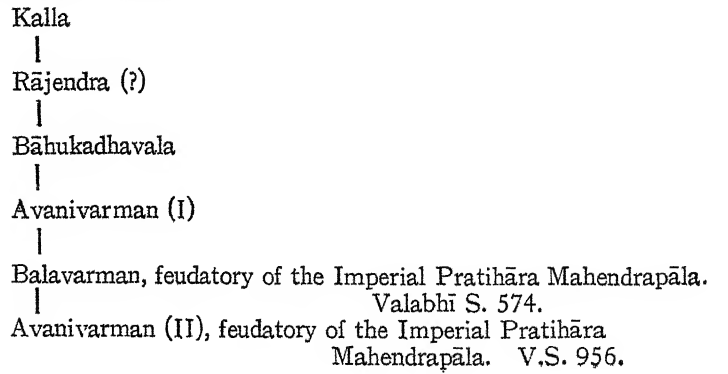 Kalla
Rājendra (?)
Bāhukadhavala
Avanivarman (I)
Balavarman, feudatory of the Imperial Pratihāra Mahendrapāla.
Valabhī S. 574.
Avanivarman (II), feudatory of the Imperial Pratihāra
Mahendrapāla. V.S. 956.